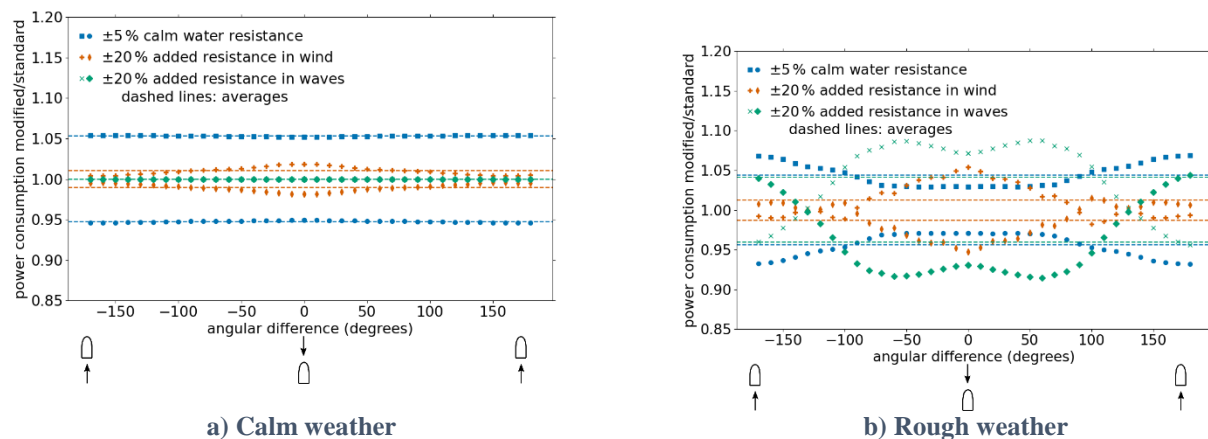 power consumption modified/standard
1.20
1.15
1.10
1.05
1.00
0.95
0.90
0.85
±5 % calm water resistance
±20 % added resistance in wind
±20 % added resistance in waves
dashed lines: averages
−150
−100
−50
0
50
100
150
angular difference (degrees)
a) Calm weather
power consumption modified/standard
1.20
1.15
1.10
1.05
1.00
0.95
0.90
0.85
±5 % calm water resistance
±20 % added resistance in wind
±20 % added resistance in waves
dashed lines: averages
−150
−100
−50
0
50
100
150
angular difference (degrees)
b) Rough weather